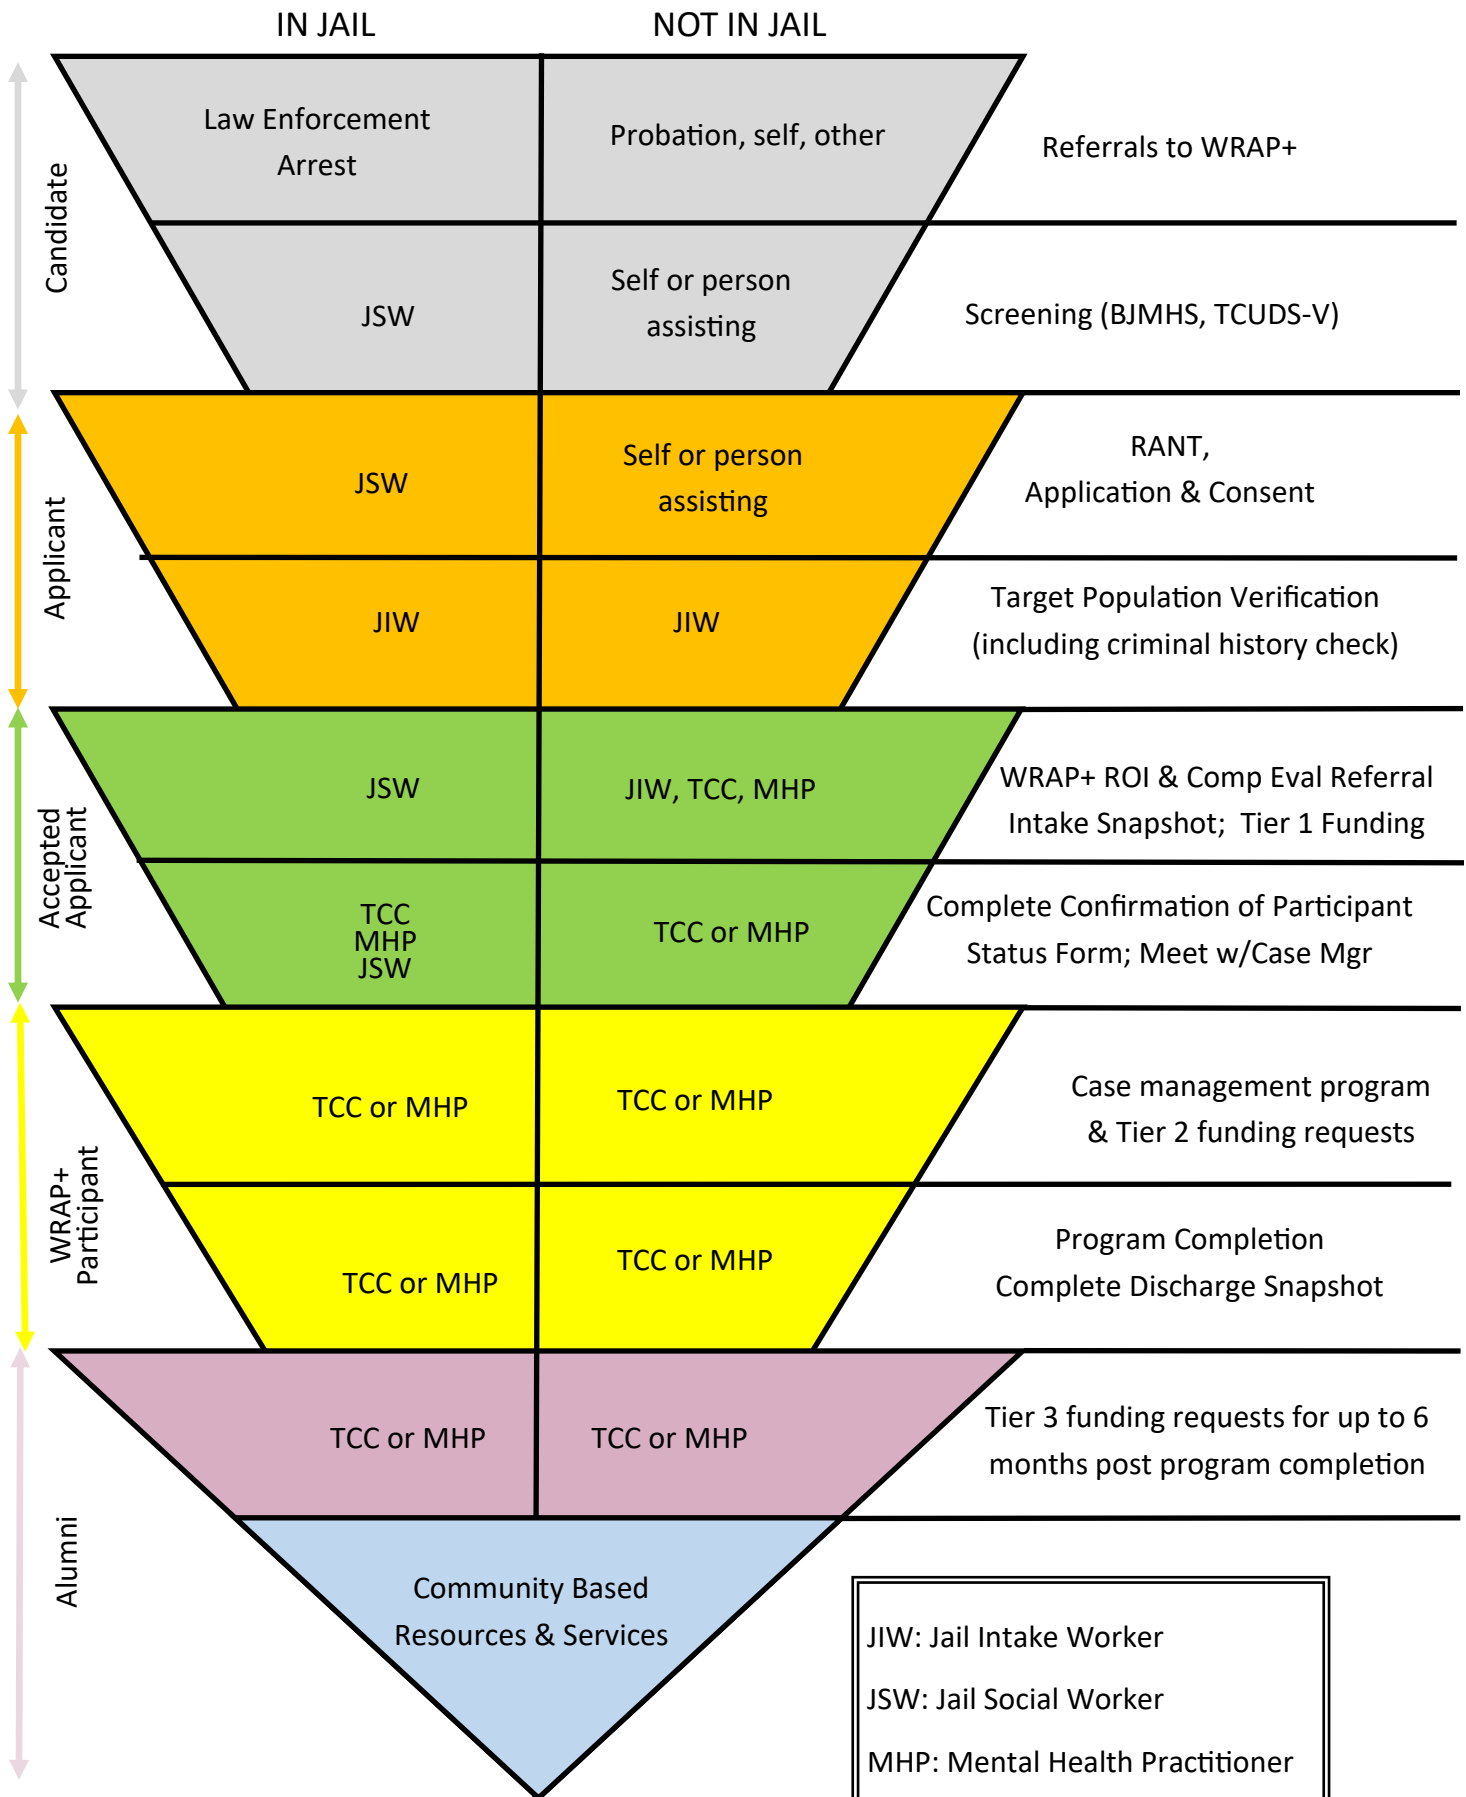 IN JAIL
NOT IN JAIL
Candidate
Law Enforcement
Arrest
Probation, self, other
Referrals to WRAP+
JSW
Self or person
assisting
Screening (BJMHS, TCUDS-V)
Applicant
JSW
Self or person
assisting
RANT,
Application & Consent
JIW
JIW
Target Population Verification
(including criminal history check)
Accepted
Applicant
JSW
JIW, TCC, MHP
WRAP+ ROI & Comp Eval Referral
Intake Snapshot; Tier 1 Funding
TCC
MHP
JSW
TCC or MHP
Complete Confirmation of Participant
Status Form; Meet w/Case Mgr
WRAP+
Participant
TCC or MHP
TCC or MHP
Case management program
& Tier 2 funding requests
TCC or MHP
TCC or MHP
Program Completion
Complete Discharge Snapshot
Alumni
TCC or MHP
TCC or MHP
Tier 3 funding requests for up to 6
months post program completion
Community Based
Resources & Services
JIW: Jail Intake Worker
JSW: Jail Social Worker
MHP: Mental Health Practitioner